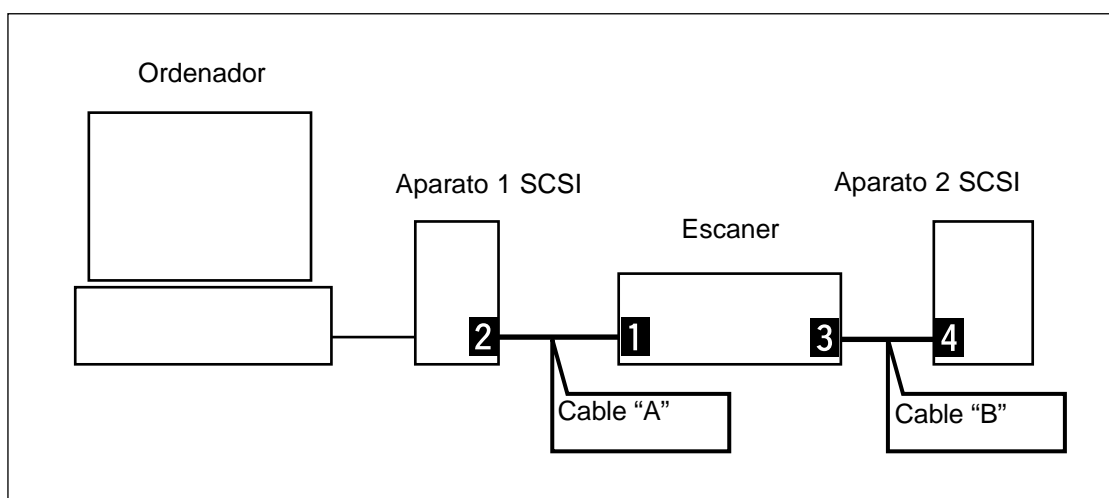 Ordenador
Aparato 1 SCSI
Aparato 2 SCSI
Escaner
2
1
3
4
Cable “A”
Cable “B”